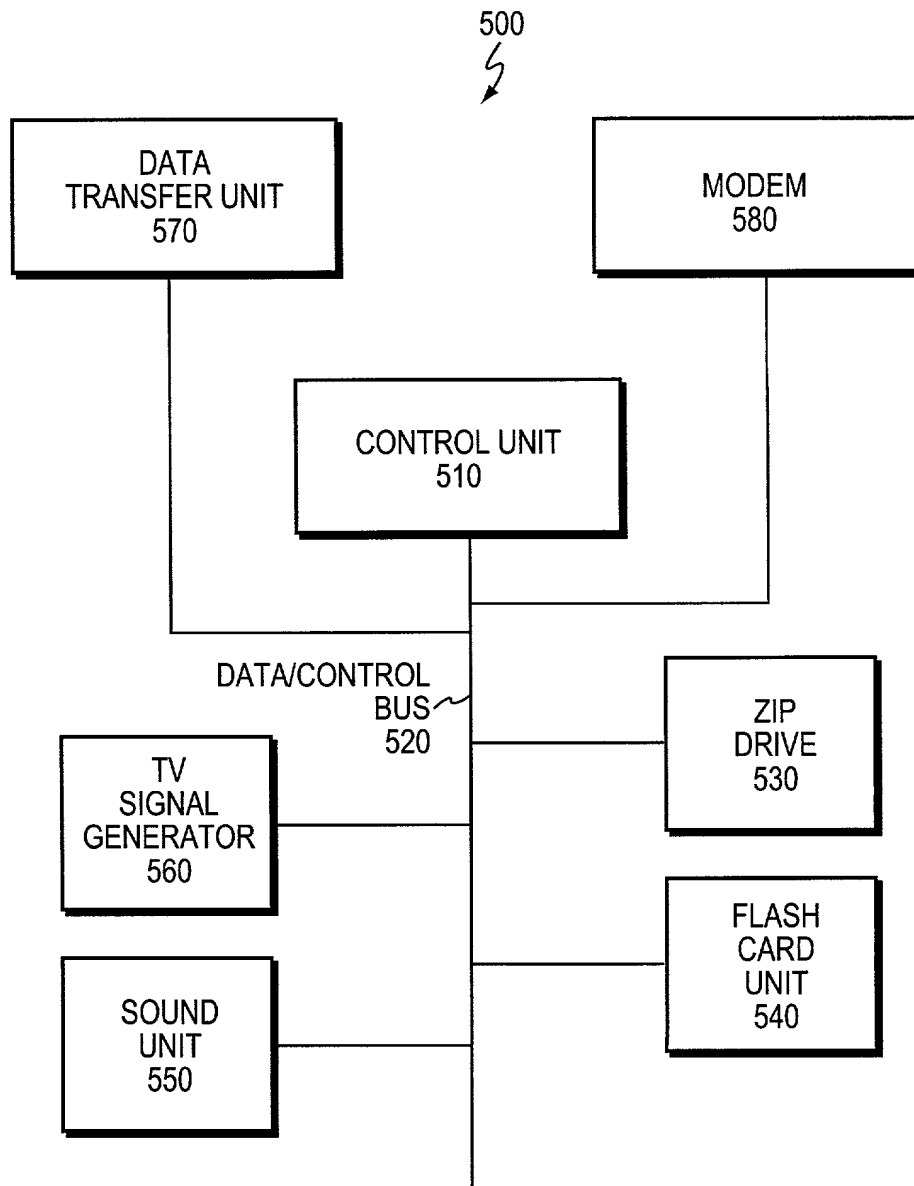 500
DATA
TRANSFER UNIT
570
MODEM
580
CONTROL UNIT
510
DATA/CONTROL
BUS
520
ZIP
DRIVE
530
TV
SIGNAL
GENERATOR
560
FLASH
CARD
UNIT
540
SOUND
UNIT
550